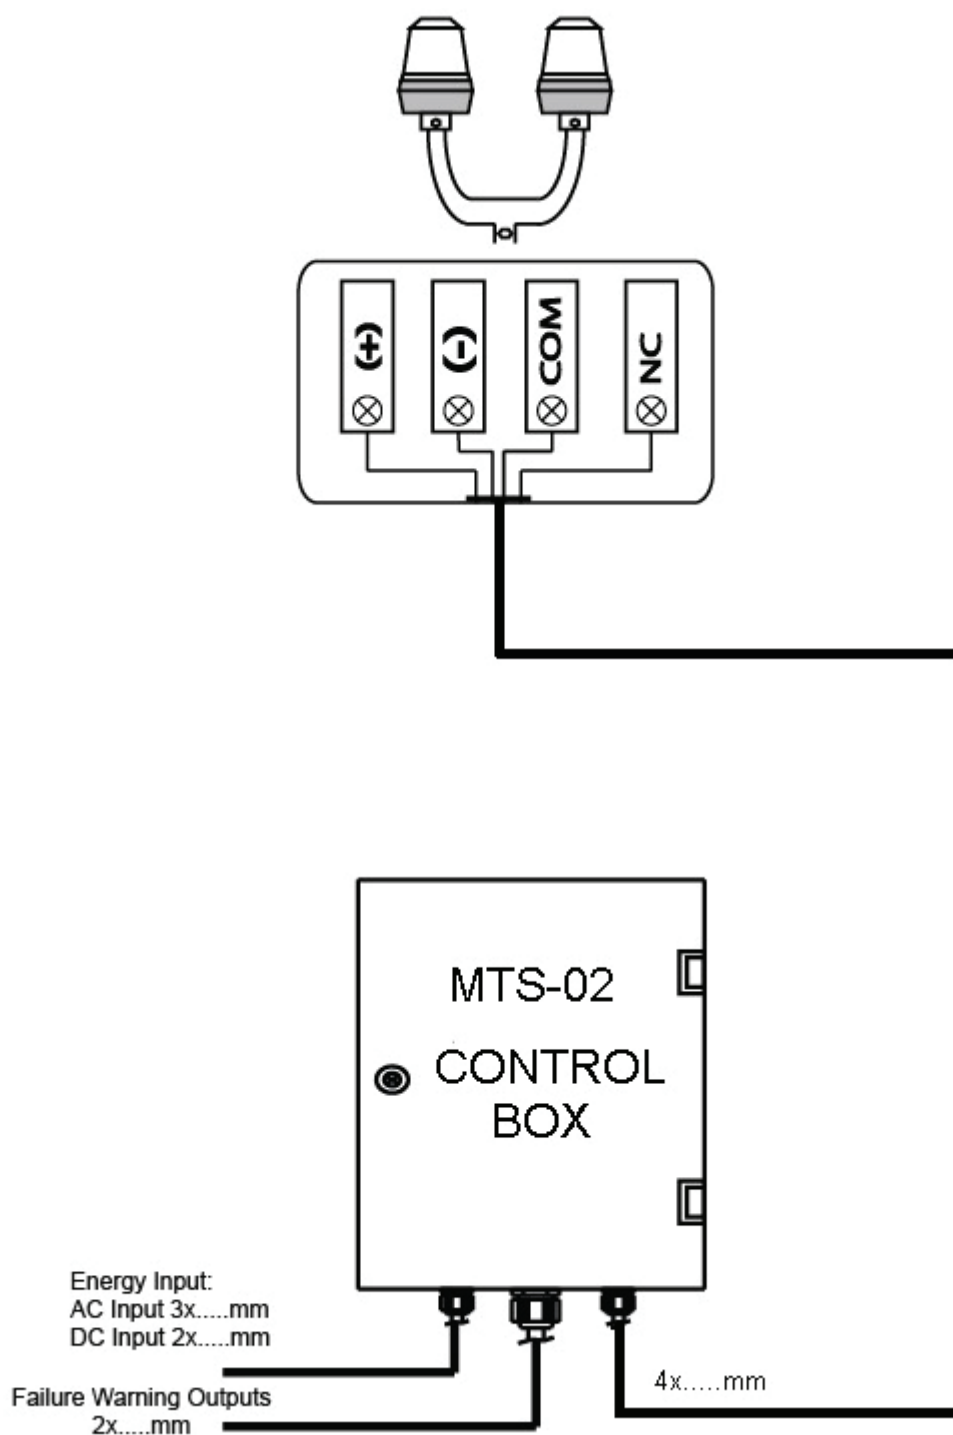 (+)
(-)
COM
NC
MTS-02
CONTROL
BOX
Energy Input:
AC Input 3x.....mm
DC Input 2x.....mm
Failure Warning Outputs
2x.....mm
4x.....mm